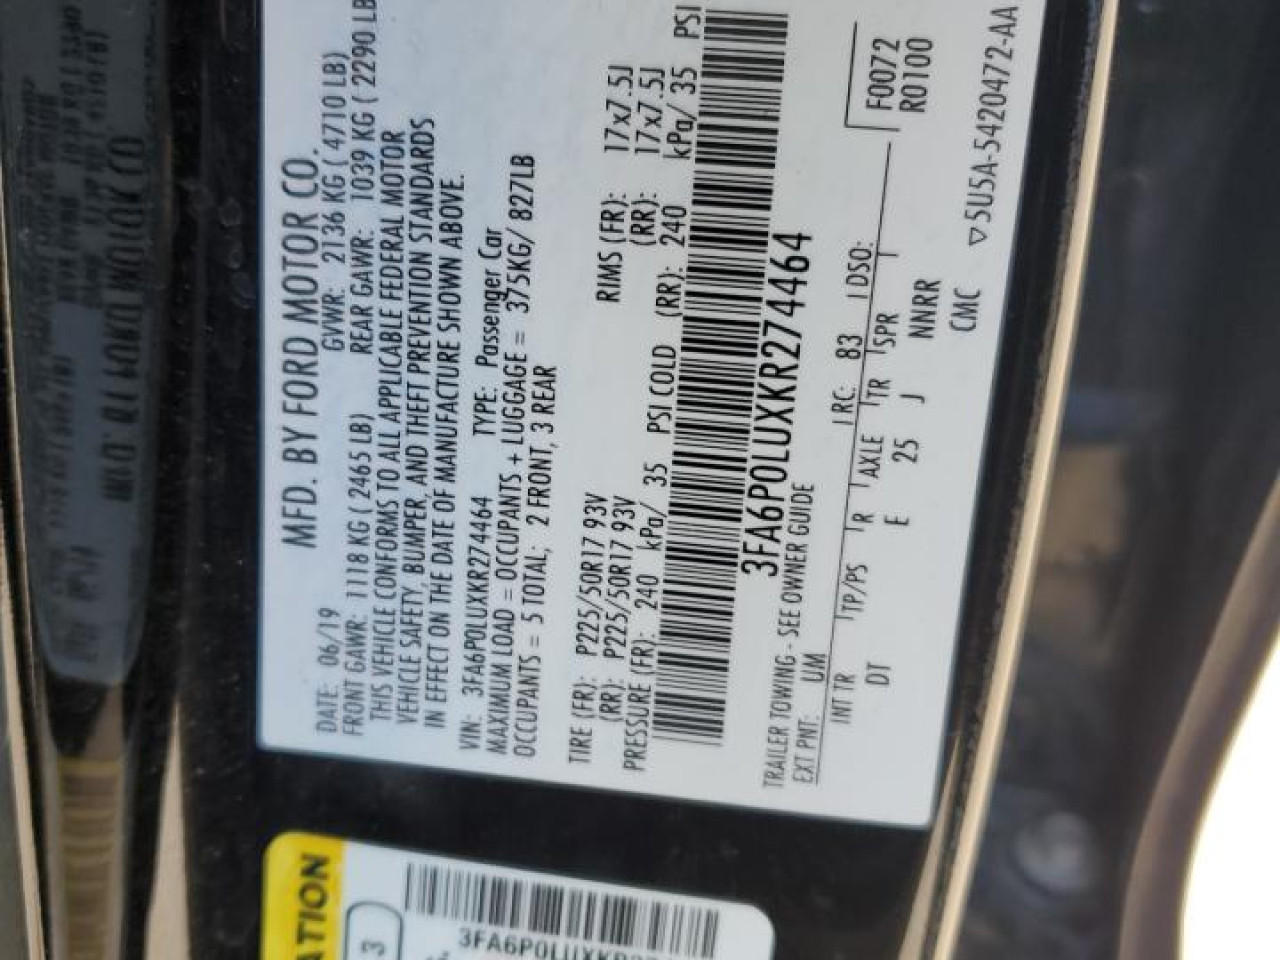 MFD. BY FORD MOTOR CO.
DATE: 06/19 GVWR: 2136 KG ( 4710 LB)
FRONT GAWR: 1118 KG ( 2465 LB) REAR GAWR: 1039 KG ( 2290 LB
THIS VEHICLE CONFORMS TO ALL APPLICABLE FEDERAL MOTOR
VEHICLE SAFETY, BUMPER, AND THEFT PREVENTION STANDARDS
IN EFFECT ON THE DATE OF MANUFACTURE SHOWN ABOVE.
VIN: 3FA6P0LUXKR274464 TYPE: Passenger Car
MAXIMUM LOAD = OCCUPANTS + LUGGAGE = 375KG/ 827LB
OCCUPANTS = 5 TOTAL; 2 FRONT, 3 REAR
TIRE (FR): P225/50R17 93V RIMS (FR): 17x7.5J
(RR): P225/50R17 93V (RR): 17x7.5J
PRESSURE (FR): 240 kPa/ 35 PSI COLD (RR): 240 kPa/ 35 PSI
3FA6P0LUXKR274464
TRAILER TOWING - SEE OWNER GUIDE
EXT PNT: UM RC: 83 DSO: F0072
INT TR TP/PS R AXLE TR SPR R0100
DT E 25 J NNRR
CMC
▽5U5A-5420472-AA
ATION
3
3FA6P0LUXKR27